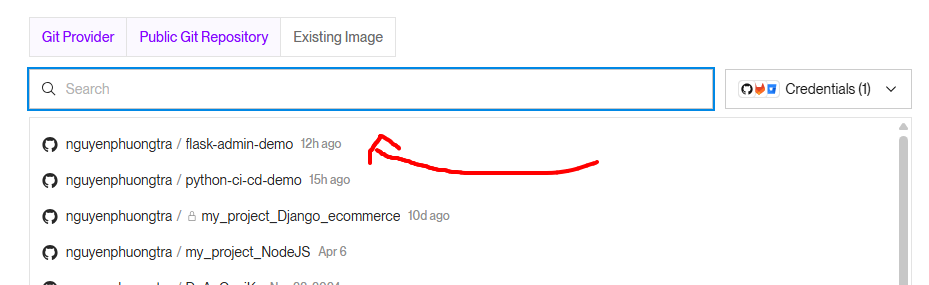 Git Provider Public Git Repository Existing Image
Search Credentials (1)
nguyenphuongtra / flask-admin-demo 12h ago
nguyenphuongtra / python-ci-cd-demo 15h ago
nguyenphuongtra / my_project_Django_ecommerce 10d ago
nguyenphuongtra / my_project_NodeJS Apr 6